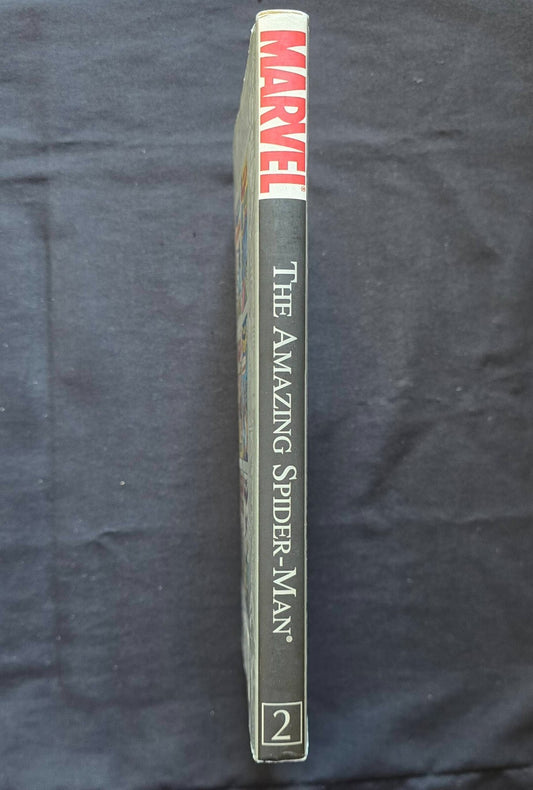 MARVEL®
THE AMAZING SPIDER-MAN®
2